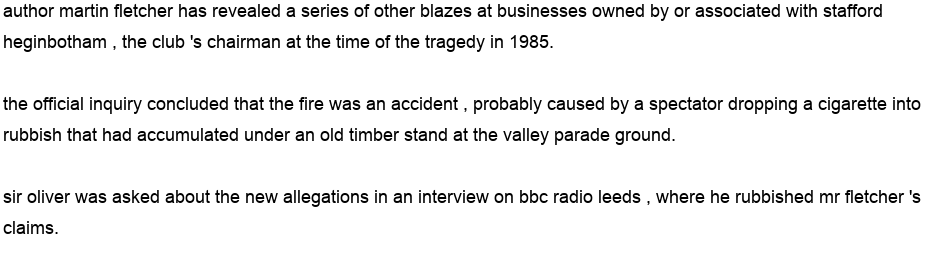 author martin fletcher has revealed a series of other blazes at businesses owned by or associated with stafford
heginbotham , the club 's chairman at the time of the tragedy in 1985.
the official inquiry concluded that the fire was an accident , probably caused by a spectator dropping a cigarette into
rubbish that had accumulated under an old timber stand at the valley parade ground.
sir oliver was asked about the new allegations in an interview on bbc radio leeds , where he rubbished mr fletcher 's
claims.